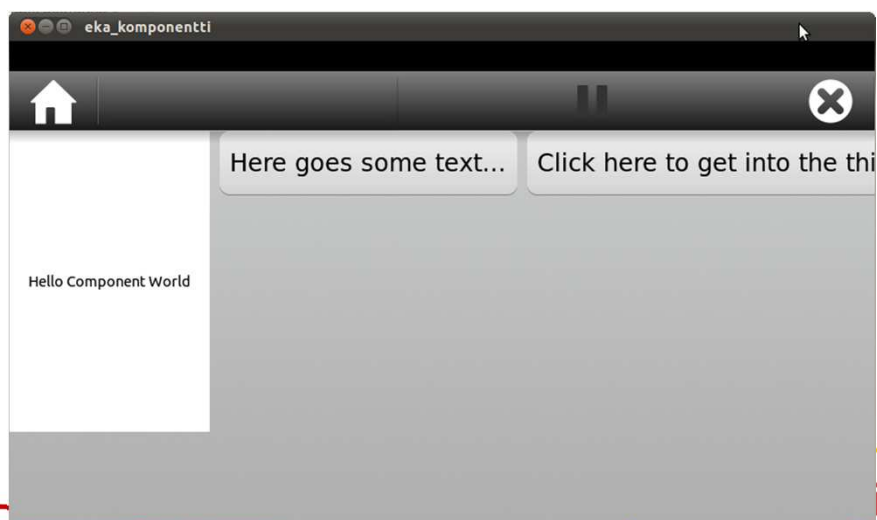 eka_komponentti
Here goes some text...
Click here to get into the thi
Hello Component World